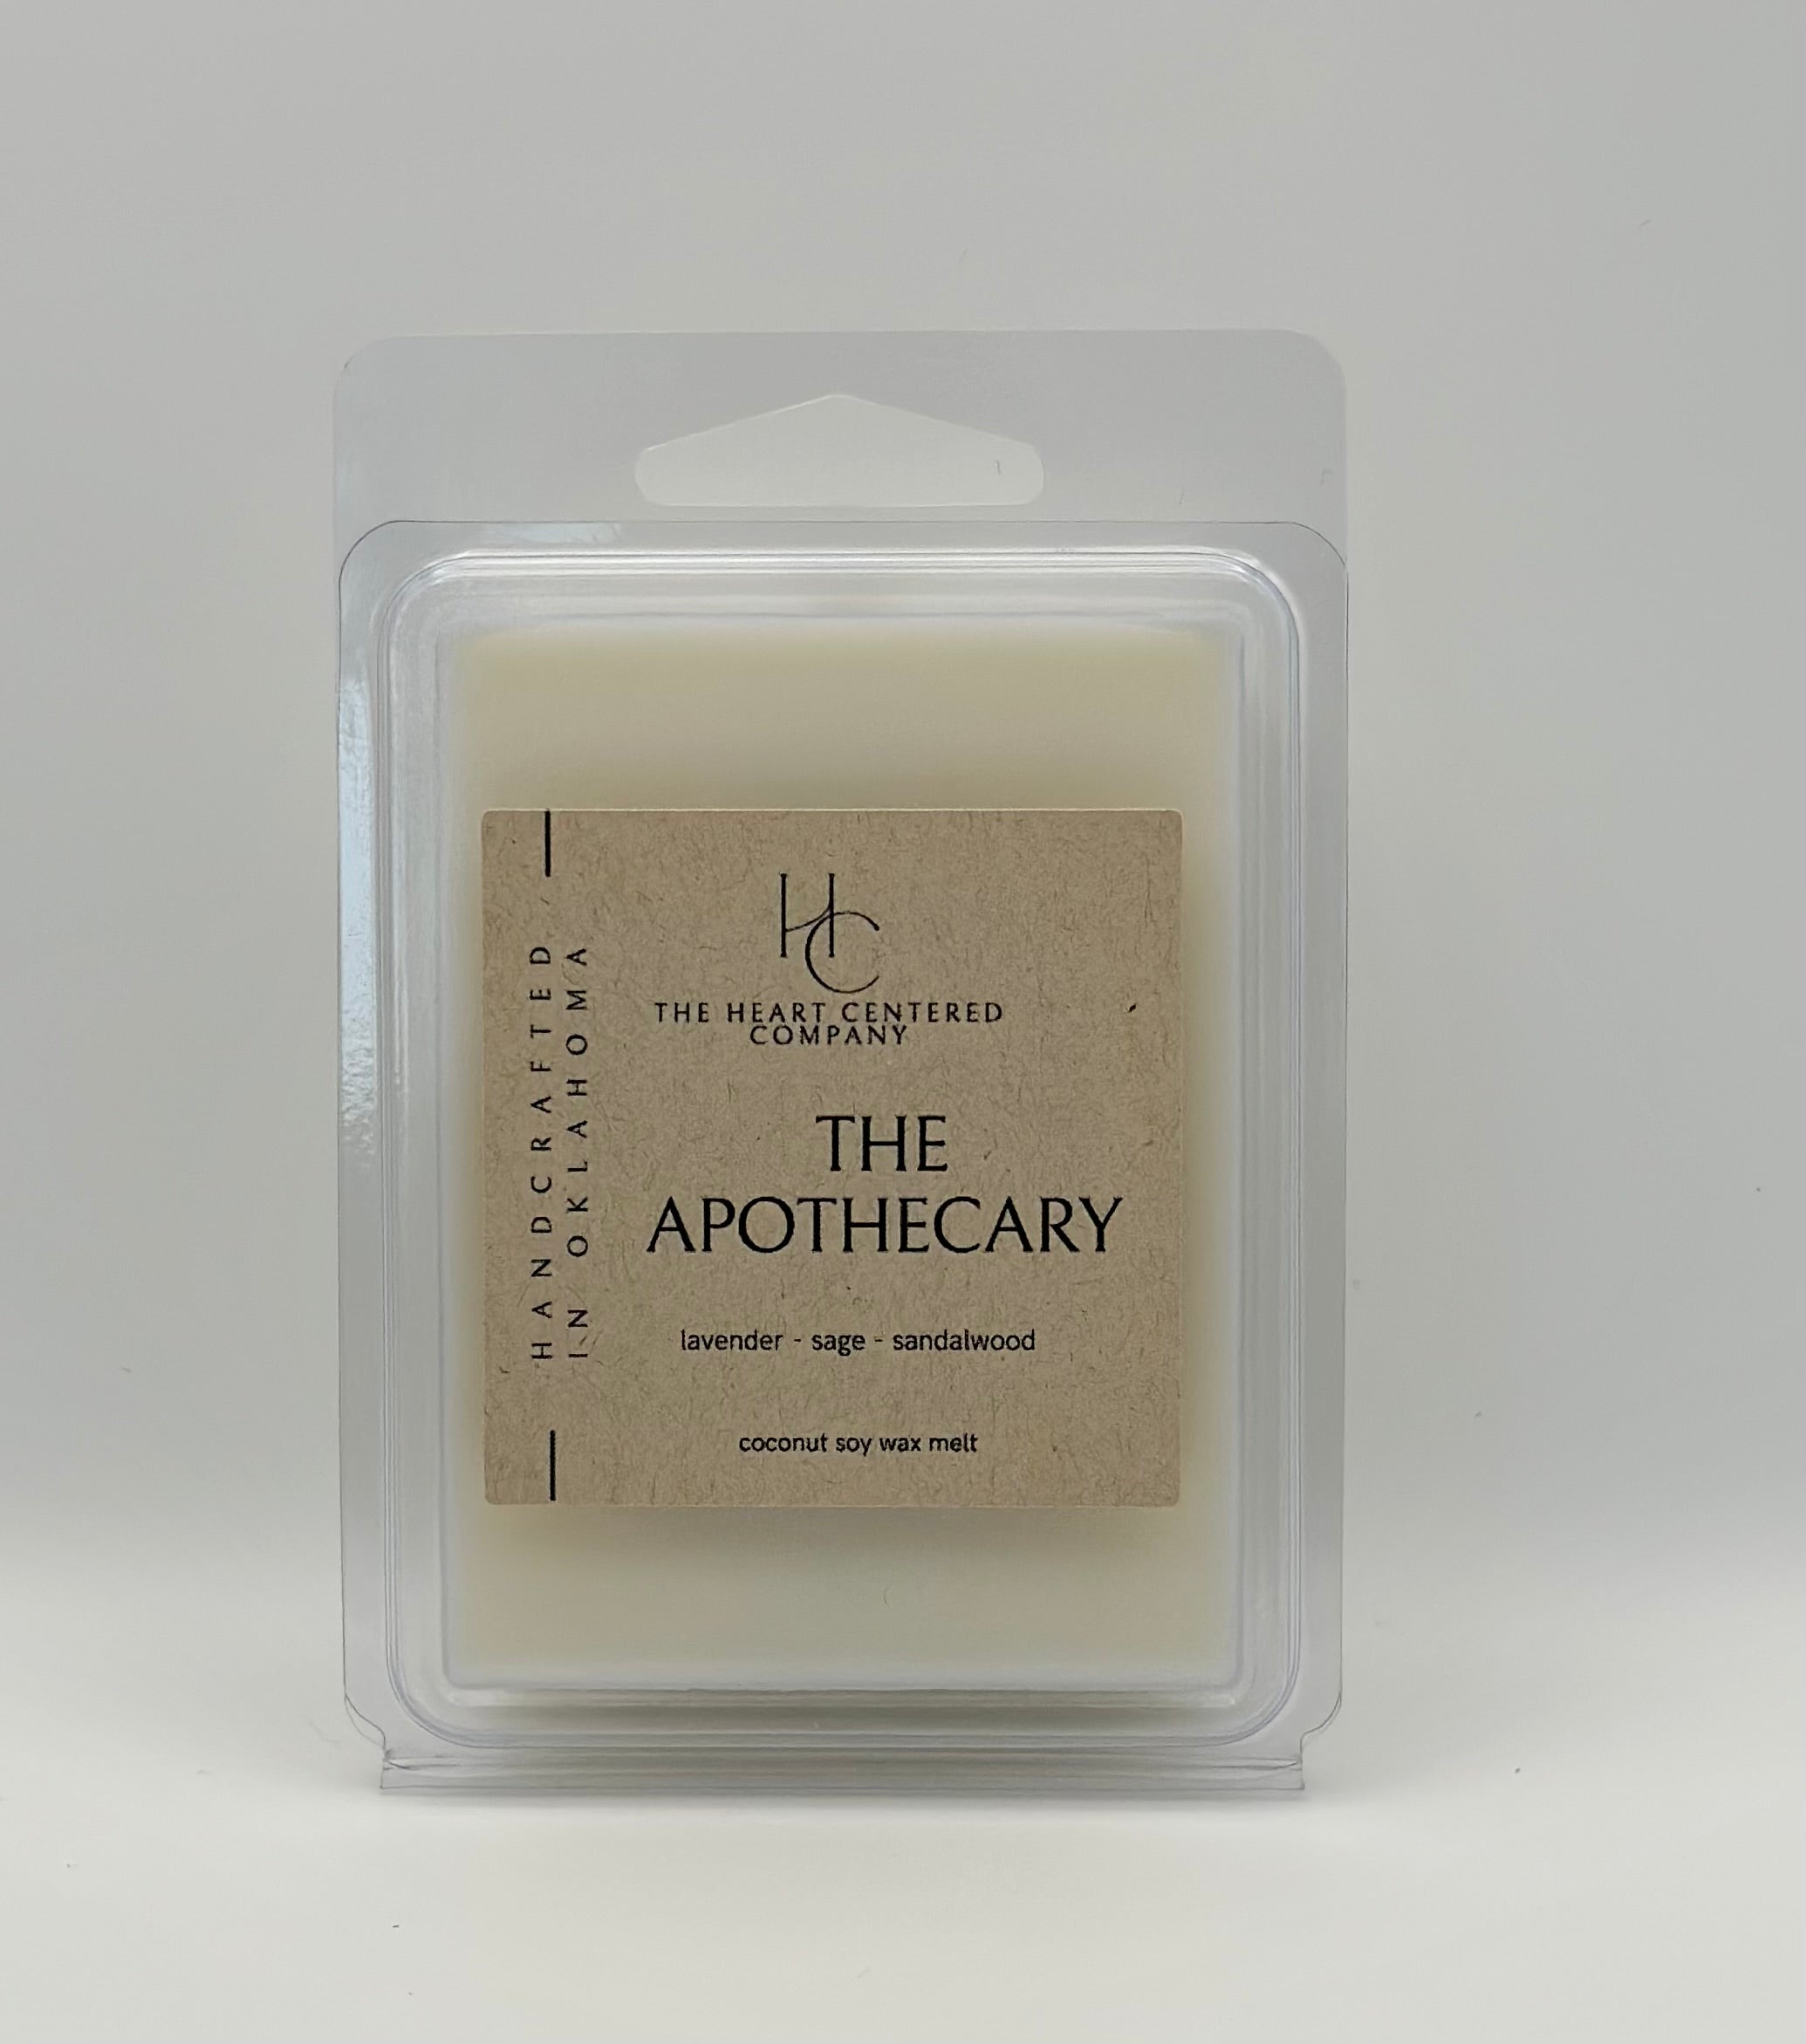 HANDCRAFTED
IN OKLAHOMA
HC
THE HEART CENTERED
COMPANY
THE
APOTHECARY
lavender - sage - sandalwood
coconut soy wax melt